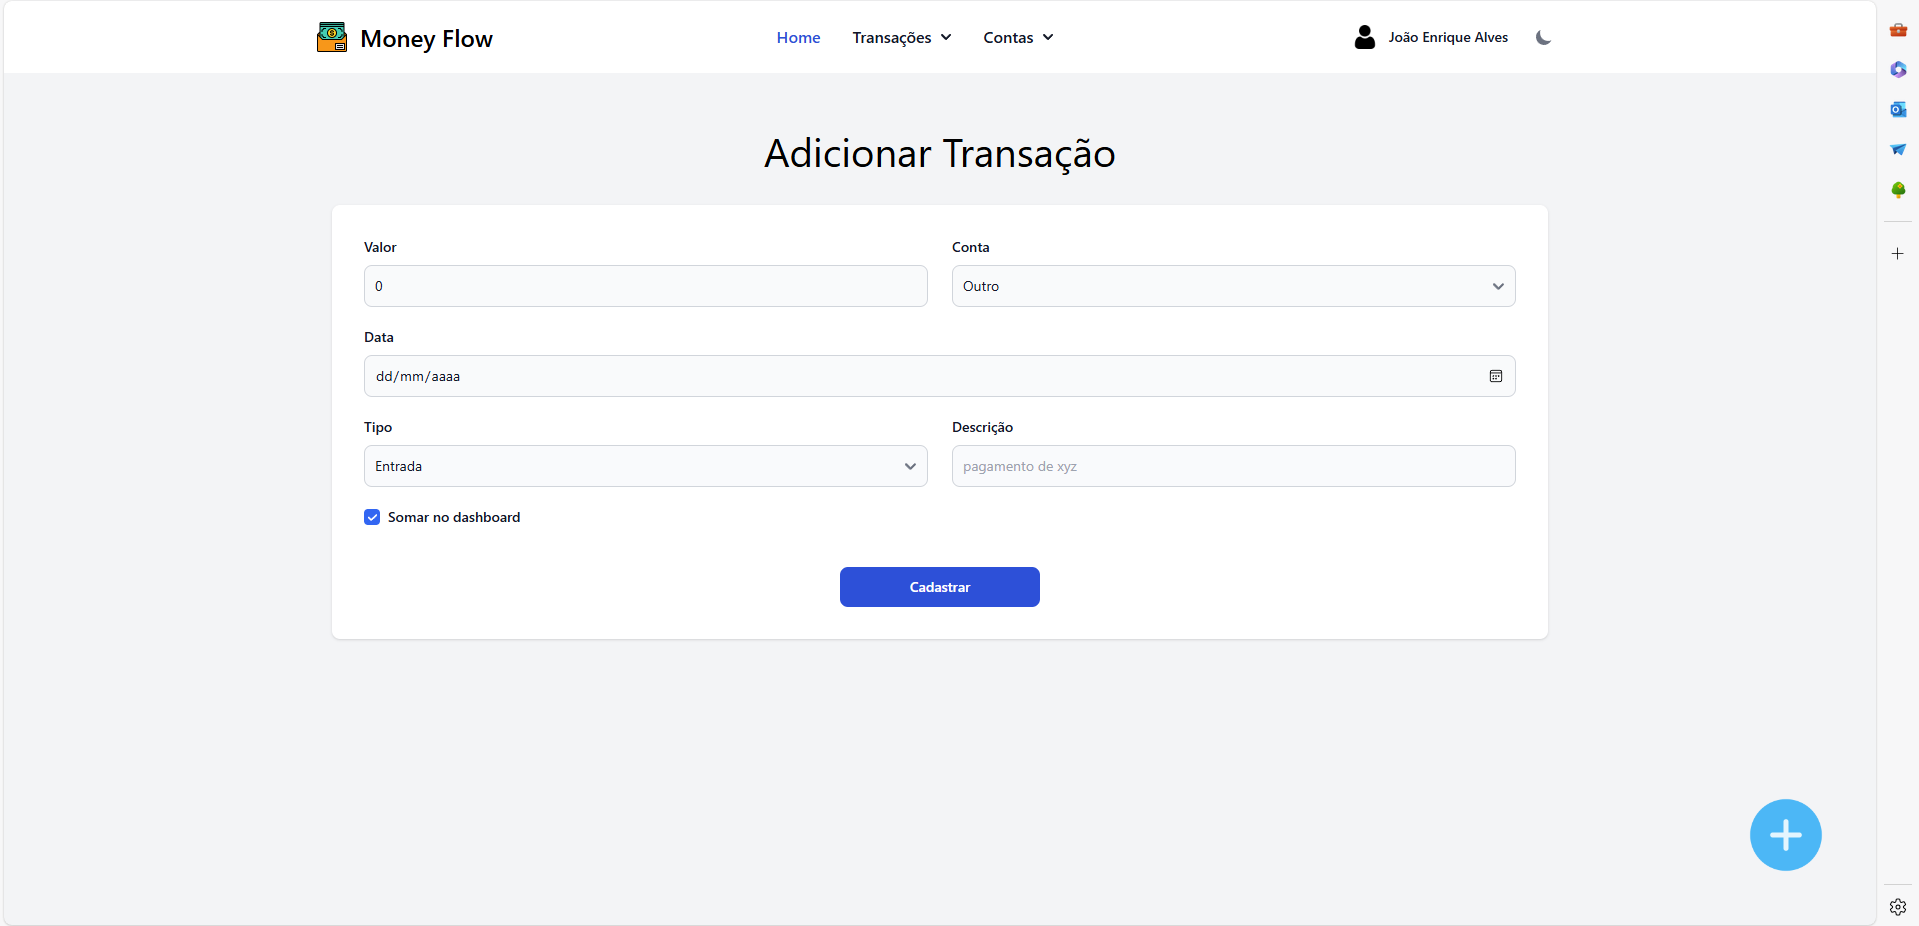 Money Flow
Home Transações Contas
João Enrique Alves
Adicionar Transação
Valor Conta
0 Outro
Data
dd/mm/aaaa
Tipo Descrição
Entrada pagamento de xyz
Somar no dashboard
Cadastrar